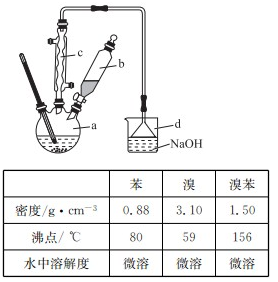 c
b
a
d
NaOH
苯 溴 溴苯
密度/g·cm⁻³ 0.88 3.10 1.50
沸点/ ℃ 80 59 156
水中溶解度 微溶 微溶 微溶